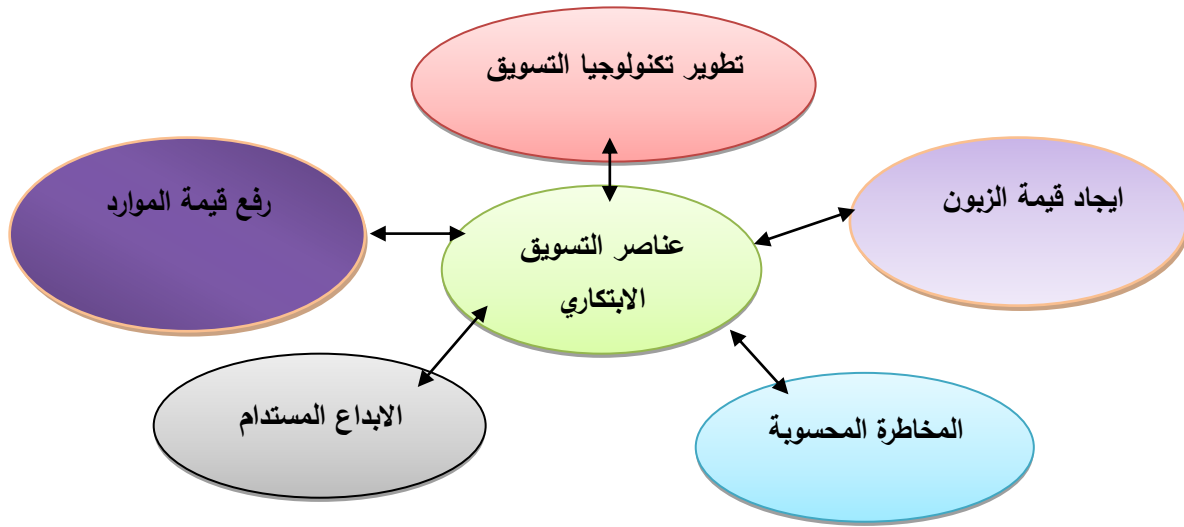 تطوير تكنولوجيا التسويق
ايجاد قيمة الزبون
رفع قيمة الموارد
عناصر التسويق
الابتكاري
المخاطرة المحسوبة
الابداع المستدام